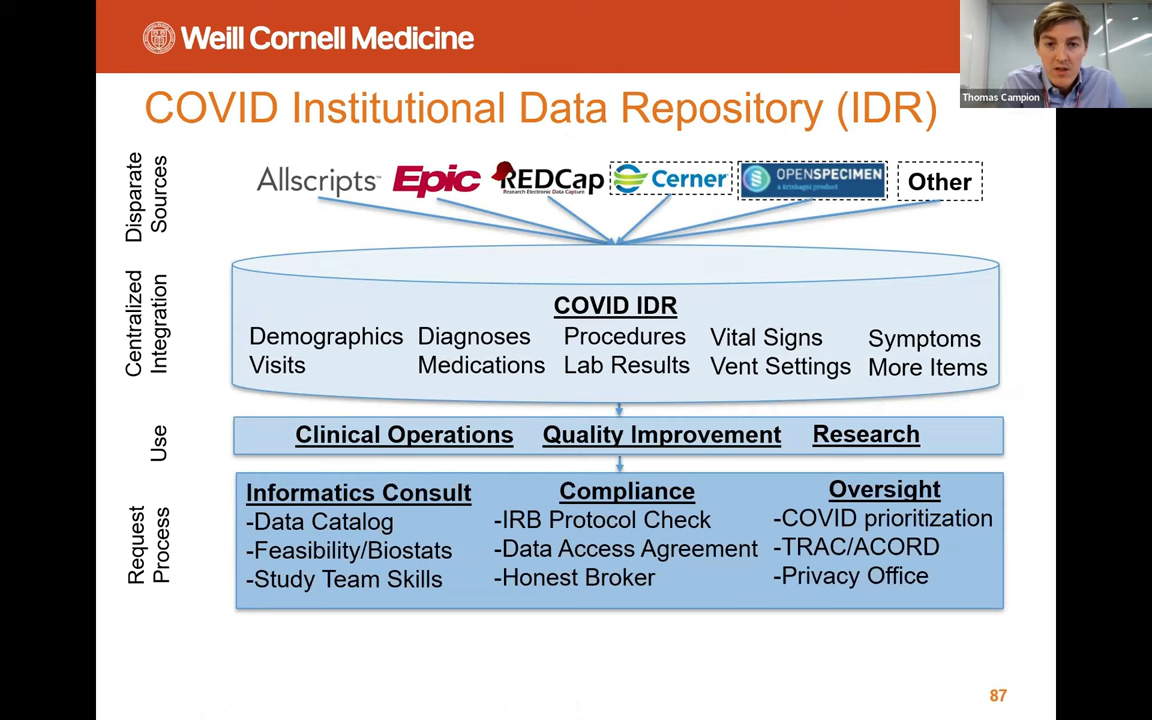 Weill Cornell Medicine
Thomas Campion
COVID Institutional Data Repository (IDR)
Disparate
Sources
Allscripts™ Epic REDCap Cerner OPENSPECIMEN Other
Research Electronic Data Capture
a krishagni product
Centralized
Integration
COVID IDR
Demographics Diagnoses Procedures Vital Signs Symptoms
Visits Medications Lab Results Vent Settings More Items
Use
Clinical Operations Quality Improvement Research
Request
Process
Informatics Consult Compliance Oversight
-Data Catalog -IRB Protocol Check -COVID prioritization
-Feasibility/Biostats -Data Access Agreement -TRAC/ACORD
-Study Team Skills -Honest Broker -Privacy Office
87